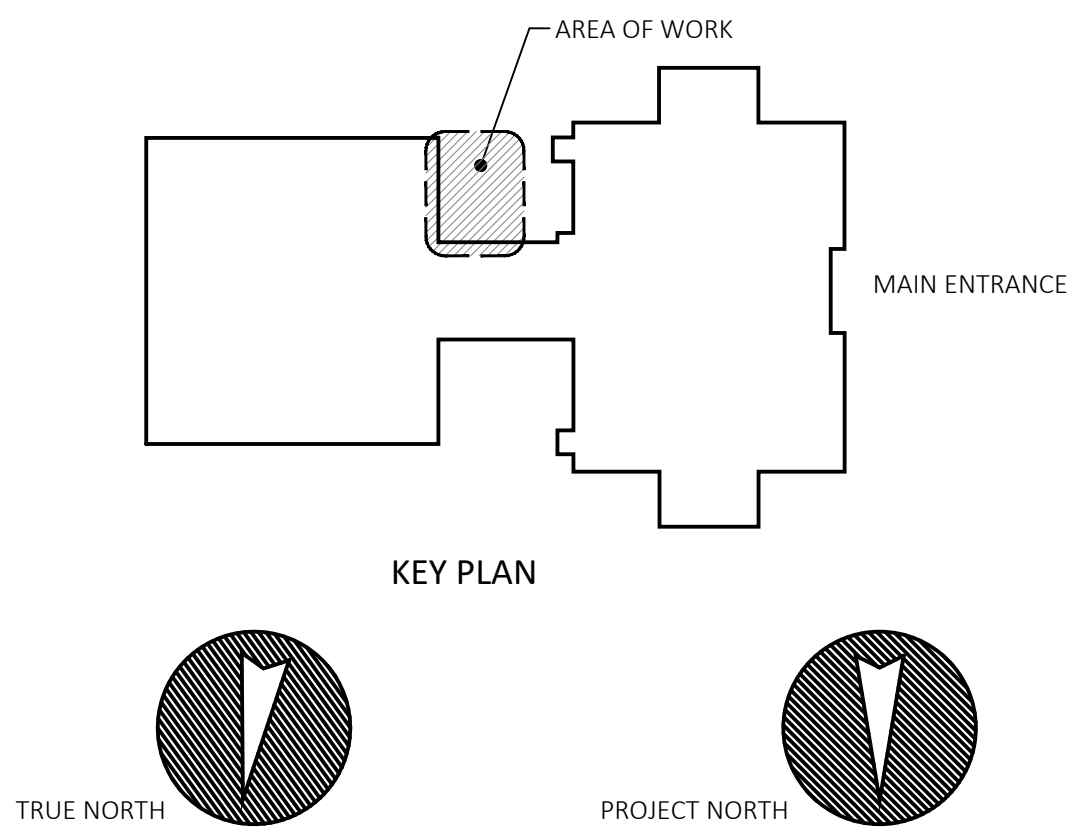 AREA OF WORK
MAIN ENTRANCE
KEY PLAN
TRUE NORTH
PROJECT NORTH